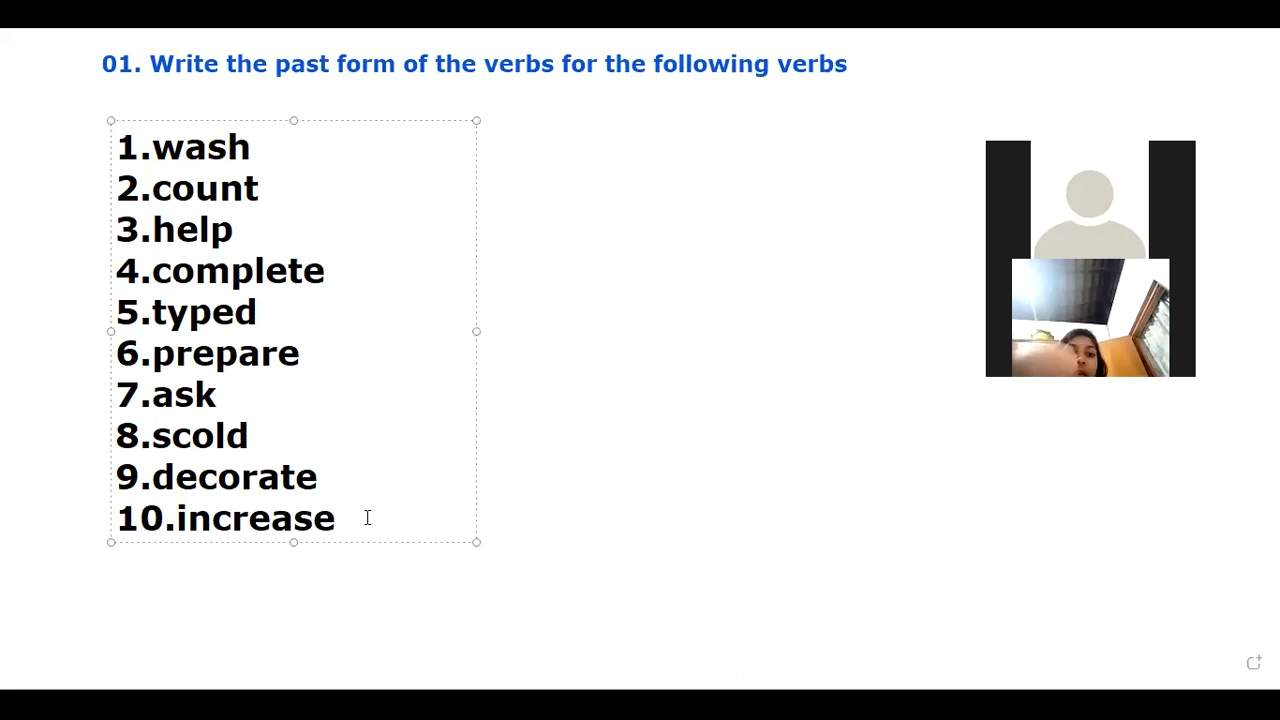 01. Write the past form of the verbs for the following verbs
1.wash
2.count
3.help
4.complete
5.typed
6.prepare
7.ask
8.scold
9.decorate
10.increase